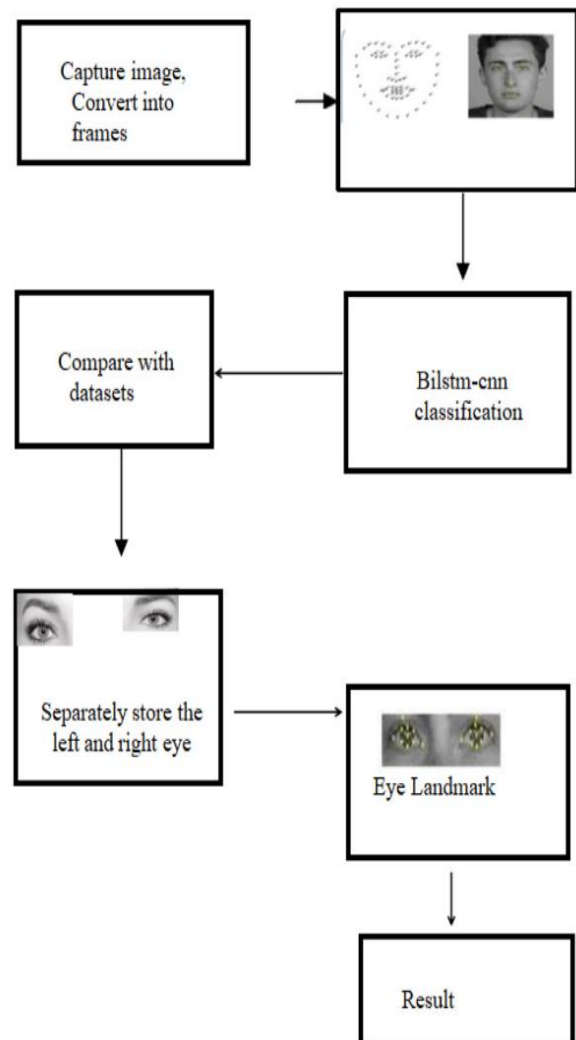 Capture image,
Convert into
frames
Bilstm-cnn
classification
Compare with
datasets
Separately store the
left and right eye
Eye Landmark
Result